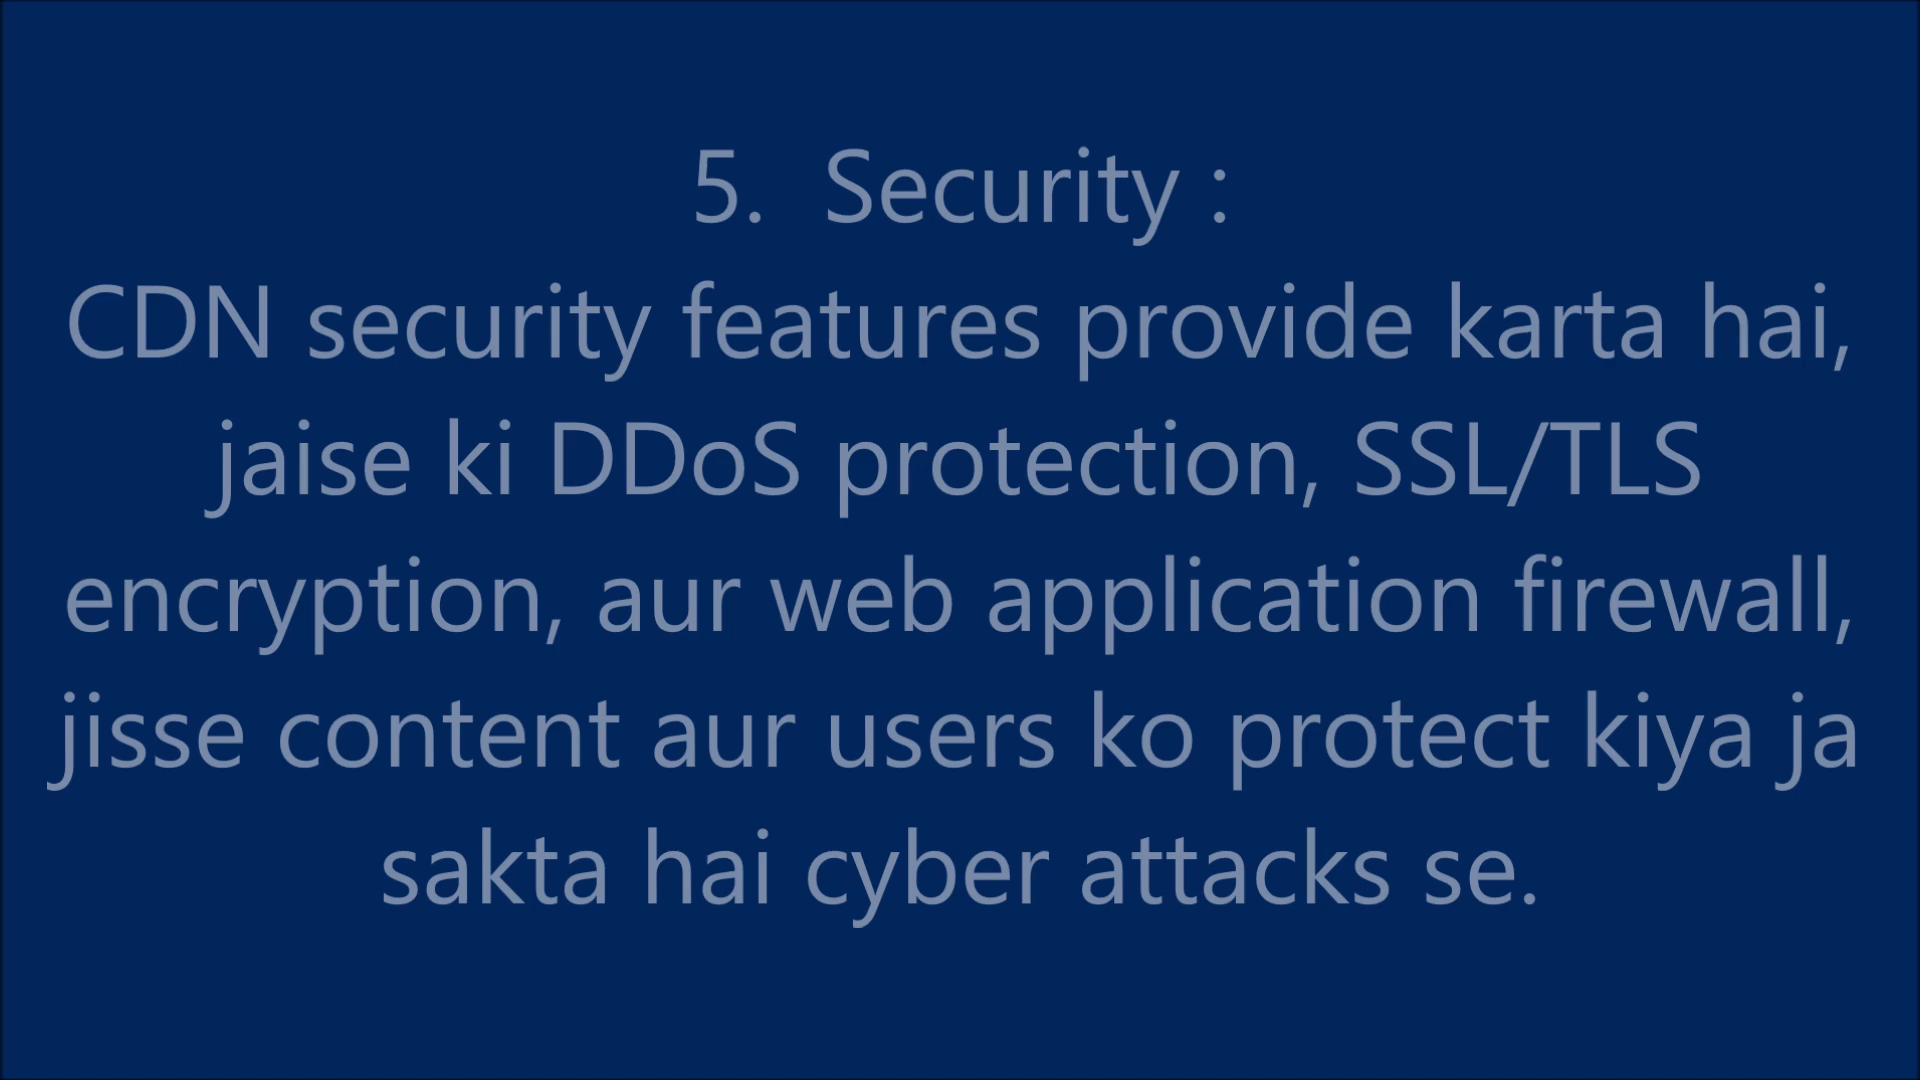 5.  Security :
CDN security features provide karta hai,
jaise ki DDoS protection, SSL/TLS
encryption, aur web application firewall,
jisse content aur users ko protect kiya ja
sakta hai cyber attacks se.